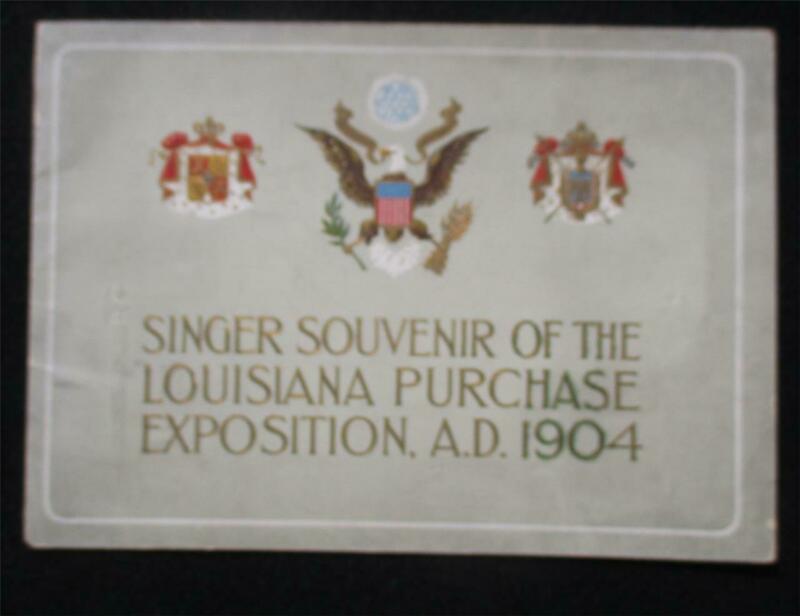 SINGER SOUVENIR OF THE
LOUISIANA PURCHASE
EXPOSITION, A.D. 1904